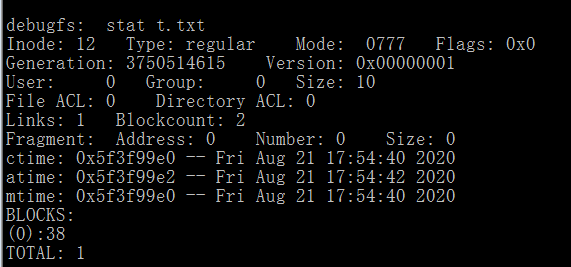 debugfs:  stat t.txt
Inode: 12   Type: regular    Mode:  0777   Flags: 0x0
Generation: 3750514615    Version: 0x00000001
User:     0   Group:     0   Size: 10
File ACL: 0    Directory ACL: 0
Links: 1   Blockcount: 2
Fragment:  Address: 0    Number: 0    Size: 0
ctime: 0x5f3f99e0 -- Fri Aug 21 17:54:40 2020
atime: 0x5f3f99e2 -- Fri Aug 21 17:54:42 2020
mtime: 0x5f3f99e0 -- Fri Aug 21 17:54:40 2020
BLOCKS:
(0):38
TOTAL: 1